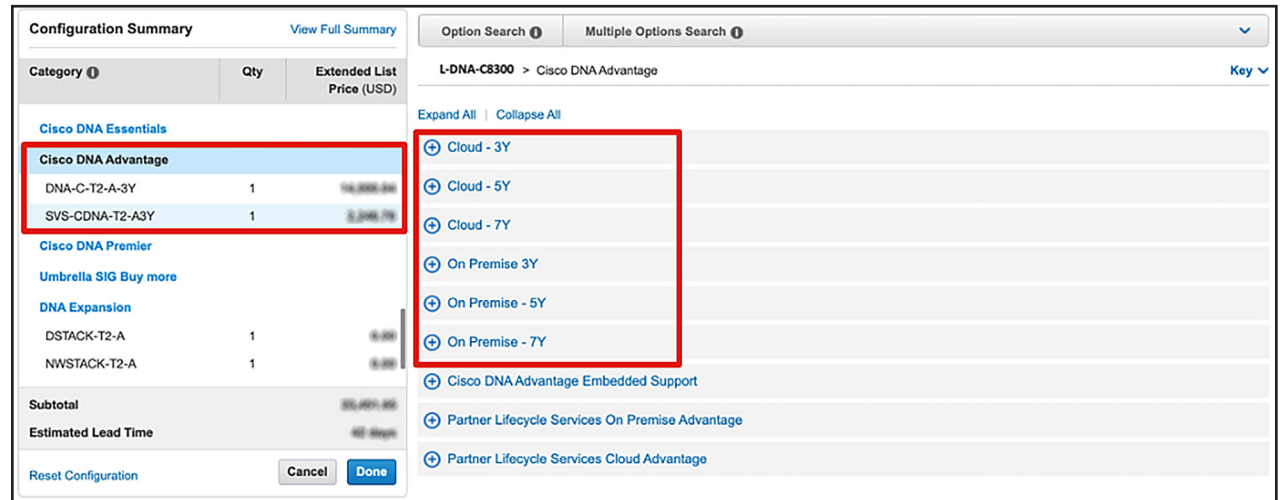 Configuration Summary
View Full Summary
Category
Qty
Extended List
Price (USD)
Cisco DNA Essentials
Cisco DNA Advantage
DNA-C-T2-A-3Y 1
SVS-CDNA-T2-A3Y 1
Cisco DNA Premier
Umbrella SIG Buy more
DNA Expansion
DSTACK-T2-A 1
NWSTACK-T2-A 1
Subtotal
Estimated Lead Time
Reset Configuration
Cancel
Done
Option Search
Multiple Options Search
L-DNA-C8300 > Cisco DNA Advantage
Key
Expand All | Collapse All
Cloud - 3Y
Cloud - 5Y
Cloud - 7Y
On Premise 3Y
On Premise - 5Y
On Premise - 7Y
Cisco DNA Advantage Embedded Support
Partner Lifecycle Services On Premise Advantage
Partner Lifecycle Services Cloud Advantage